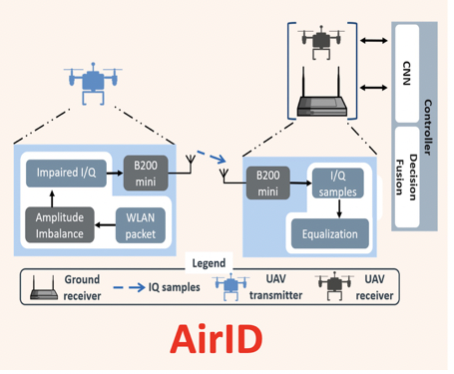 CNN
Controller
Decision
Fusion
Impaired I/Q
B200
mini
Amplitude
Imbalance
WLAN
packet
B200
mini
I/Q
samples
Equalization
Legend
Ground
receiver
IQ samples
UAV
transmitter
UAV
receiver
AirID